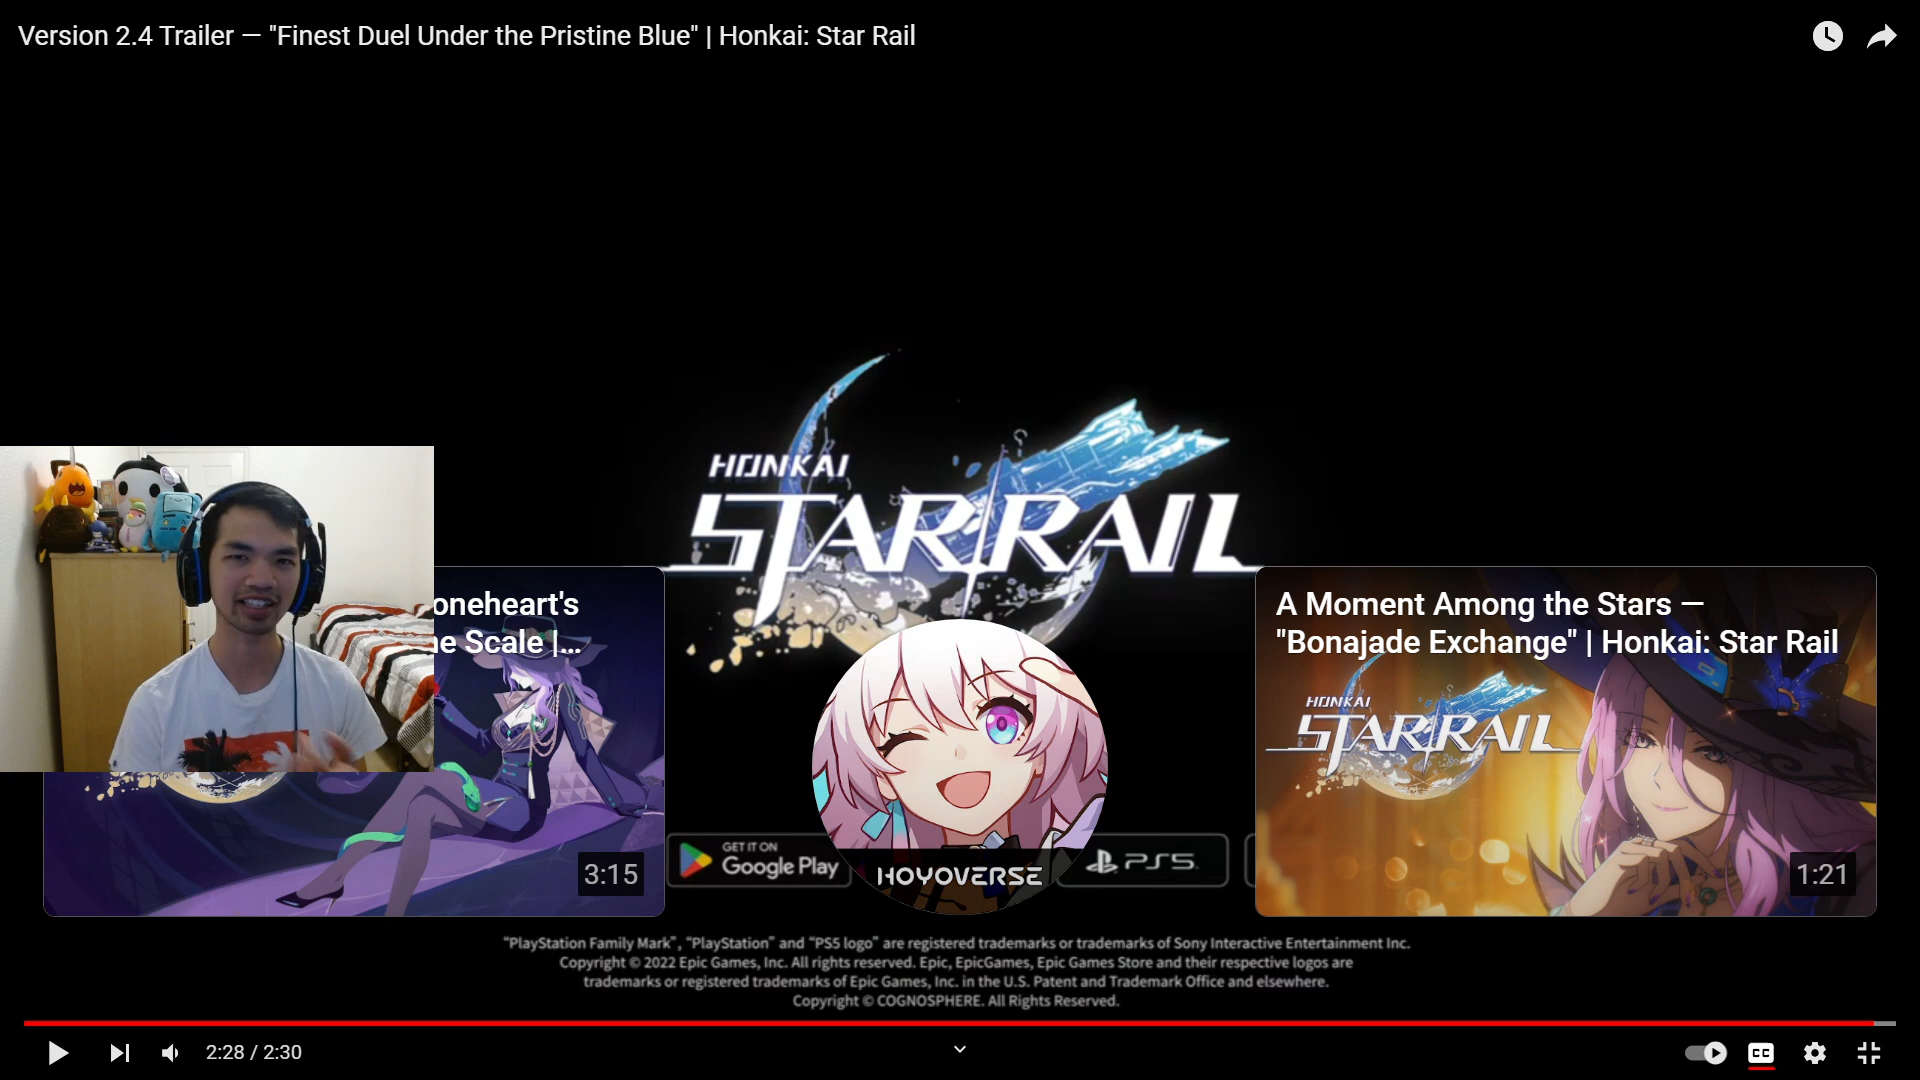 Version 2.4 Trailer — "Finest Duel Under the Pristine Blue" | Honkai: Star Rail
HONKAI
STAR RAIL
oneheart's
e Scale |...
3:15
A Moment Among the Stars —
"Bonajade Exchange" | Honkai: Star Rail
HONKAI
STAR RAIL
1:21
GET IT ON
Google Play
HOYOVERSE
PS5
"PlayStation Family Mark", "PlayStation" and "PS5 logo" are registered trademarks or trademarks of Sony Interactive Entertainment Inc.
Copyright © 2022 Epic Games, Inc. All rights reserved. Epic, EpicGames, Epic Games Store and their respective logos are
trademarks or registered trademarks of Epic Games, Inc. in the U.S. Patent and Trademark Office and elsewhere.
Copyright © COGNOSPHERE. All Rights Reserved.
2:28 / 2:30
CC